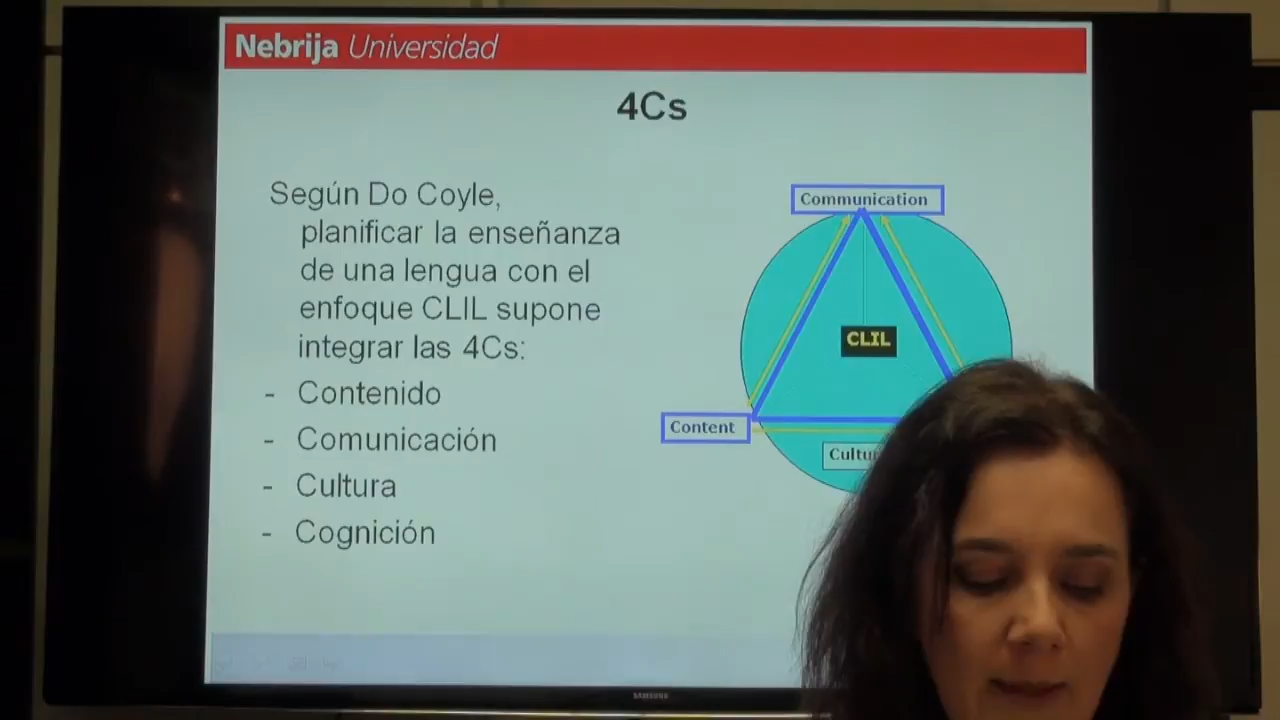 Nebrija Universidad
4Cs
Según Do Coyle,
planificar la enseñanza
de una lengua con el
enfoque CLIL supone
integrar las 4Cs:
- Contenido
- Comunicación
- Cultura
- Cognición
Communication
CLIL
Content
SAMSUNG